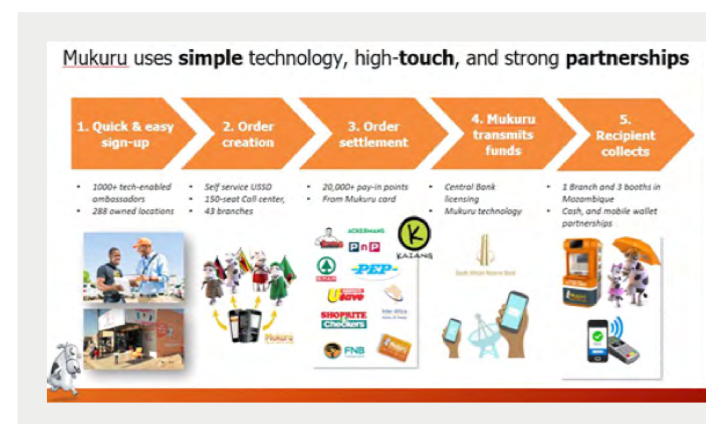 Mukuru uses simple technology, high-touch, and strong partnerships
1. Quick & easy
sign-up
2. Order
creation
3. Order
settlement
4. Mukuru
transmits
funds
5.
Recipient
collects
• 1000+ tech-enabled
ambassadors
• 288 owned locations
• Self service USSD
• 150-seat Call center,
• 43 branches
• 20,000+ pay-in points
• From Mukuru card
• Central Bank
licensing
• Mukuru technology
• 1 Branch and 3 booths in
Mozambique
• Cash, and mobile wallet
partnerships
Mukuru
ACKERMANS
PnP
K
KAZANG
SPAR
PEP
Usave
SHOPRITE
Checkers
Inter Africa
FNB
South African Reserve Bank